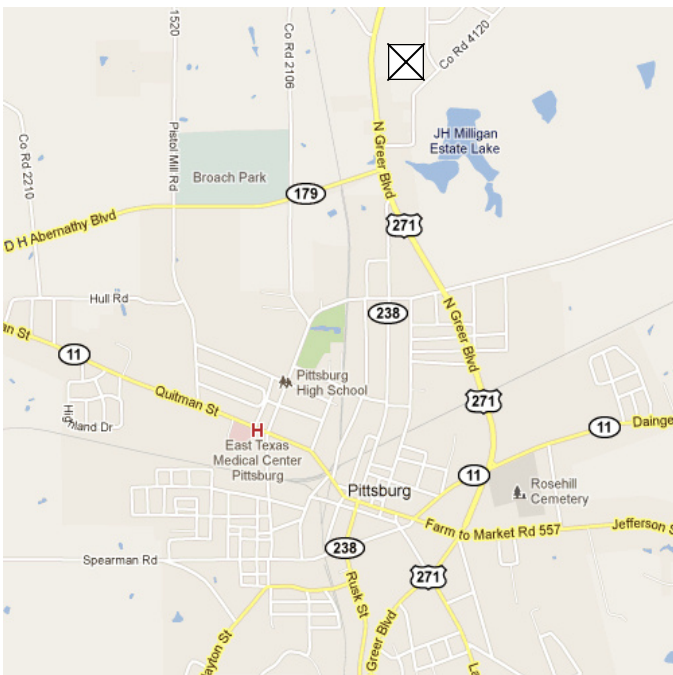 1520
Co Rd 2106
Co Rd 4120
Co Rd 2210
Pistol Mill Rd
N Greer Blvd
JH Milligan
Estate Lake
Broach Park
179
D H Abernathy Blvd
271
Hull Rd
238
N Greer Blvd
an St
11
Pittsburg
High School
Quitman St
271
Highland Dr
H
11
Dainge
East Texas
Medical Center
Pittsburg
11
Rosehill
Cemetery
Pittsburg
Farm to Market Rd 557
Jefferson S
238
Spearman Rd
271
Rusk St
Greer Blvd
ayton St
La